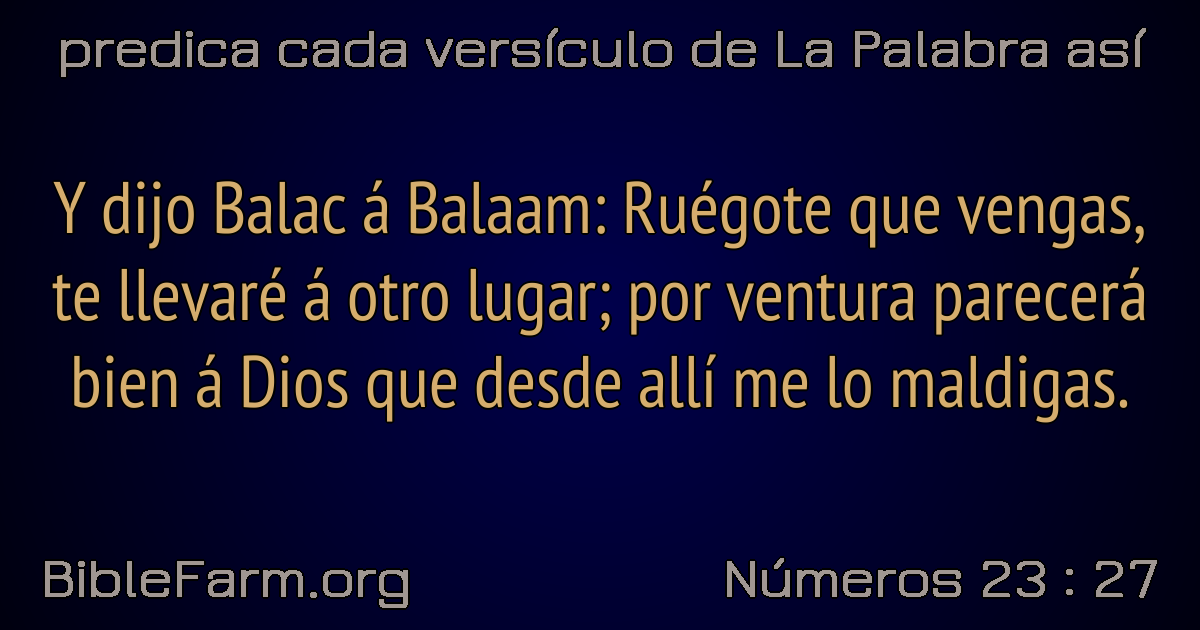 predica cada versículo de La Palabra así
Y dijo Balac á Balaam: Ruégote que vengas,
te llevaré á otro lugar; por ventura parecerá
bien á Dios que desde allí me lo maldigas.
BibleFarm.org
Números 23 : 27